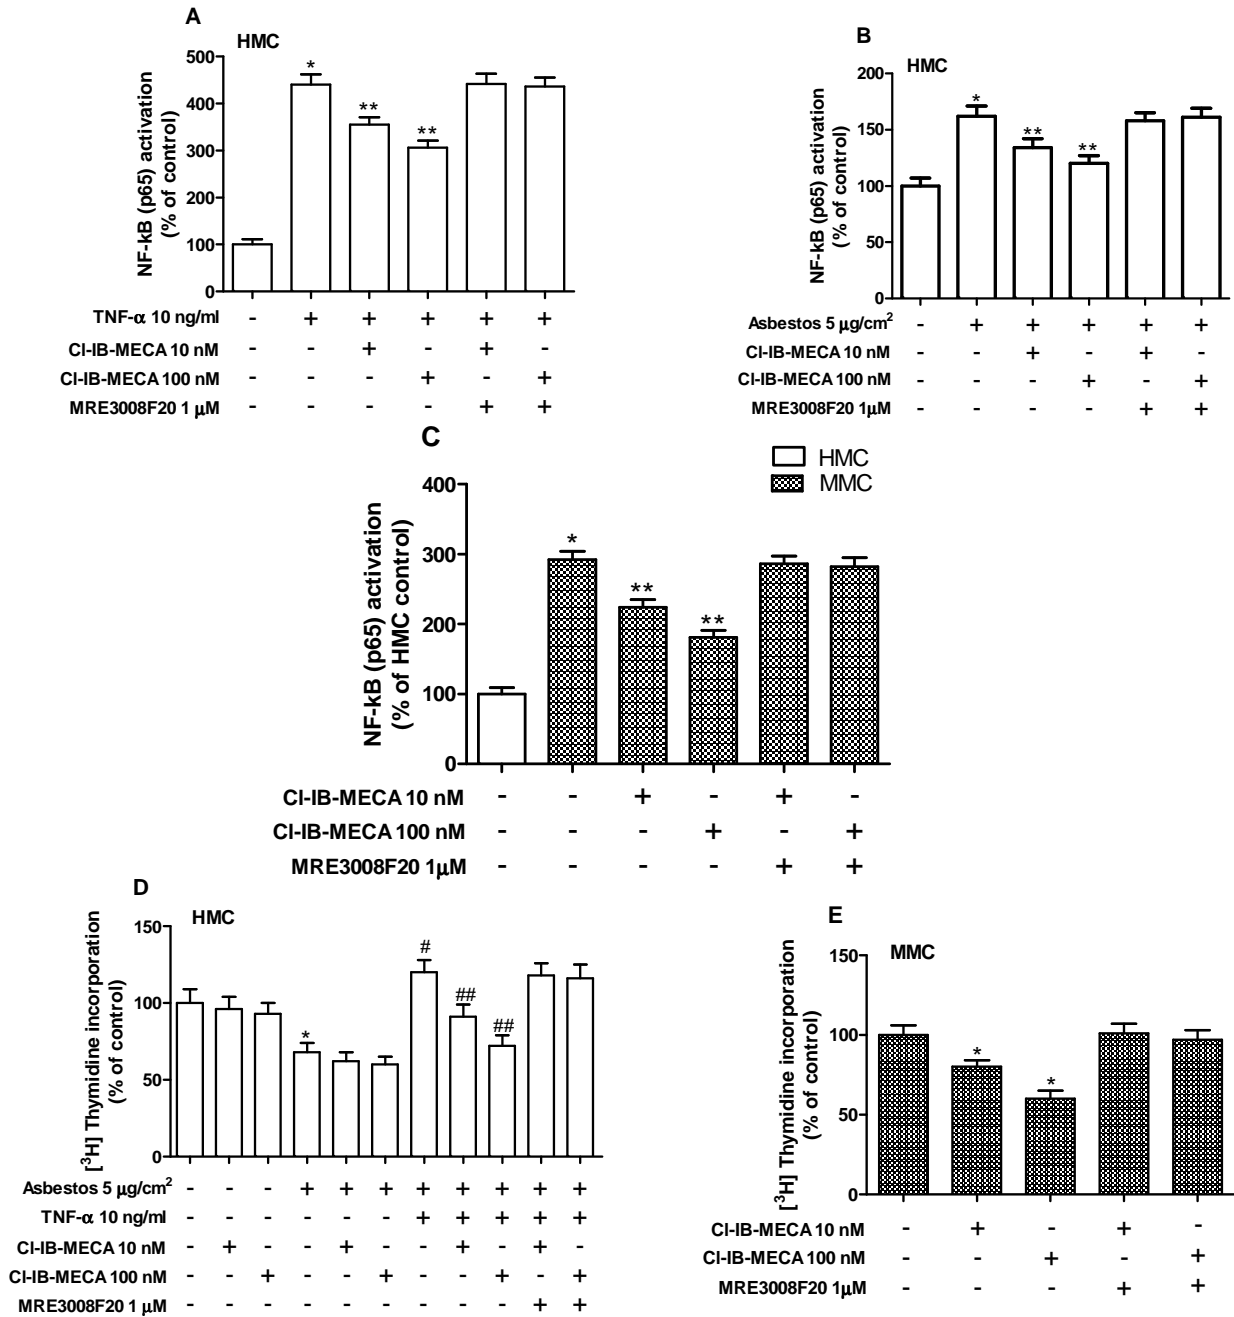 A
HMC
NF-kB (p65) activation
(% of control)
500
400
300
200
100
0
* ** **
TNF-α 10 ng/ml - + + + + +
Cl-IB-MECA 10 nM - - + - + -
Cl-IB-MECA 100 nM - - - + - +
MRE3008F20 1 μM - - - - + +
B
HMC
NF-kB (p65) activation
(% of control)
200
150
100
50
0
* ** **
Asbestos 5 μg/cm² - + + + + +
Cl-IB-MECA 10 nM - - + - + -
Cl-IB-MECA 100 nM - - - + - +
MRE3008F20 1μM - - - - + +
C
HMC
MMC
NF-kB (p65) activation
(% of HMC control)
400
300
200
100
0
* ** **
Cl-IB-MECA 10 nM - - + - + -
Cl-IB-MECA 100 nM - - - + - +
MRE3008F20 1μM - - - - + +
D
HMC
[³H] Thymidine incorporation
(% of control)
150
100
50
0
* # ## ##
Asbestos 5 μg/cm² - - - + + + + + + + +
TNF-α 10 ng/ml - - - - - - + + + + +
Cl-IB-MECA 10 nM - + - - + - - + - + -
Cl-IB-MECA 100 nM - - + - - + - - + - +
MRE3008F20 1 μM - - - - - - - - - + +
E
MMC
[³H] Thymidine incorporation
(% of control)
150
100
50
0
* *
Cl-IB-MECA 10 nM - + - + -
Cl-IB-MECA 100 nM - - + - +
MRE3008F20 1μM - - - + +